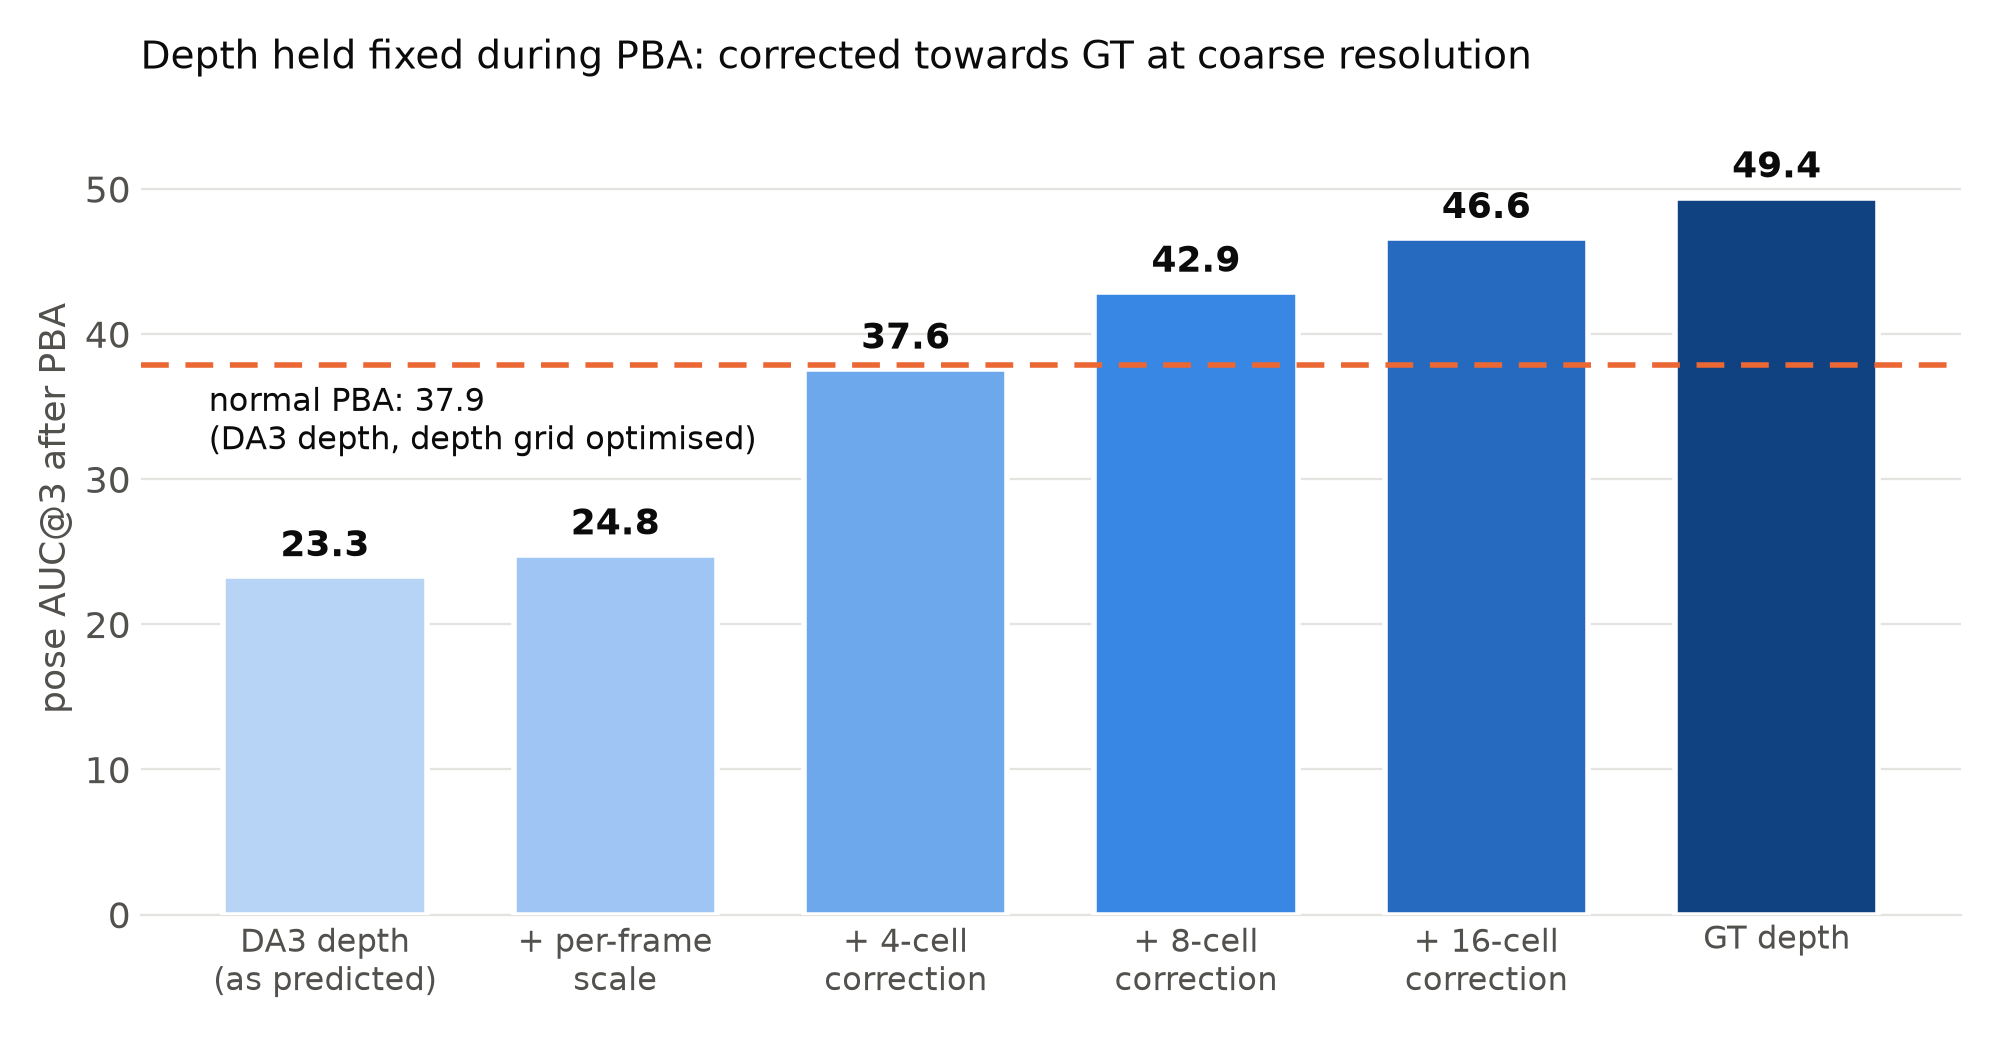 Depth held fixed during PBA: corrected towards GT at coarse resolution
pose AUC@3 after PBA
50
40
30
20
10
0
23.3
24.8
37.6
42.9
46.6
49.4
normal PBA: 37.9
(DA3 depth, depth grid optimised)
DA3 depth
(as predicted)
+ per-frame
scale
+ 4-cell
correction
+ 8-cell
correction
+ 16-cell
correction
GT depth